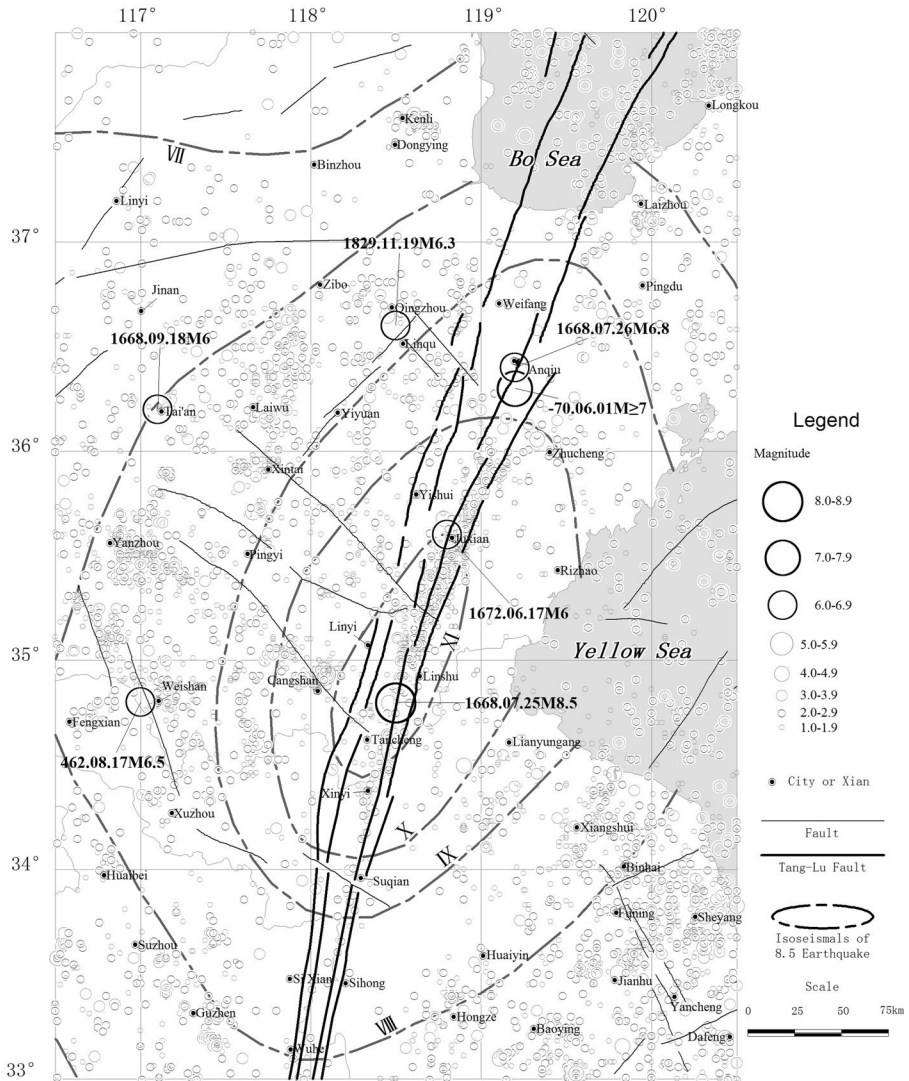 117°
118°
119°
120°
Longkou
Kenli
Dongying
Bo Sea
VII
Binzhou
Linyi
Laizhou
37°
1829.11.19M6.3
Zibo
Pingdu
Jinan
Qingzhou
Weifang
1668.09.18M6
Linqu
1668.07.26M6.8
Anqiu
Tai'an
Laiwu
Yiyuan
-70.06.01M≥7
36°
Zhucheng
Xintai
Yishui
Yanzhou
Pingyi
Juxian
Rizhao
1672.06.17M6
Linyi
XI
35°
Yellow Sea
Cangshan
Linshu
Weishan
1668.07.25M8.5
Fengxian
Tancheng
Lianyungang
462.08.17M6.5
Xinyi
Xuzhou
X
Xiangshui
IX
34°
Huaibei
Suqian
Binhai
Funing
Sheyang
Suzhou
Huaiyin
Si Xian
Sihong
Jianhu
Yancheng
Guzhen
VIII
Hongze
Baoying
Dafeng
Wuhe
33°
Legend
Magnitude
8.0-8.9
7.0-7.9
6.0-6.9
5.0-5.9
4.0-4.9
3.0-3.9
2.0-2.9
1.0-1.9
City or Xian
Fault
Tang-Lu Fault
Isoseismals of
8.5 Earthquake
Scale
0 25 50 75km